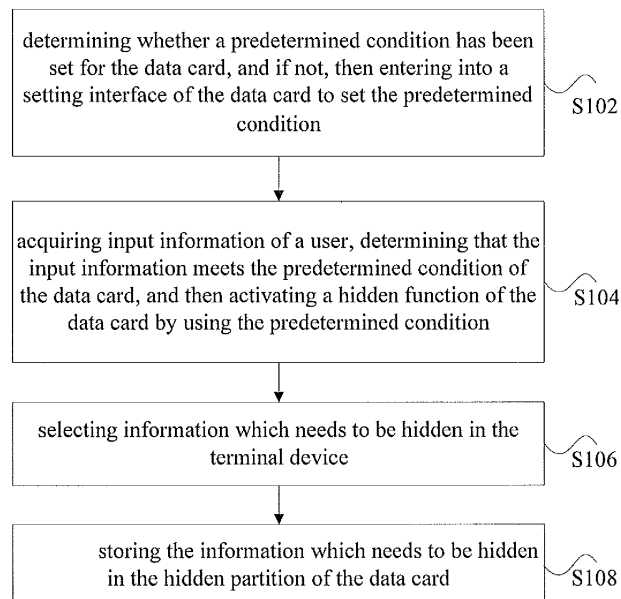 determining whether a predetermined condition has been
set for the data card, and if not, then entering into a
setting interface of the data card to set the predetermined
condition
S102
acquiring input information of a user, determining that the
input information meets the predetermined condition of
the data card, and then activating a hidden function of the
data card by using the predetermined condition
S104
selecting information which needs to be hidden in the
terminal device
S106
storing the information which needs to be hidden
in the hidden partition of the data card
S108